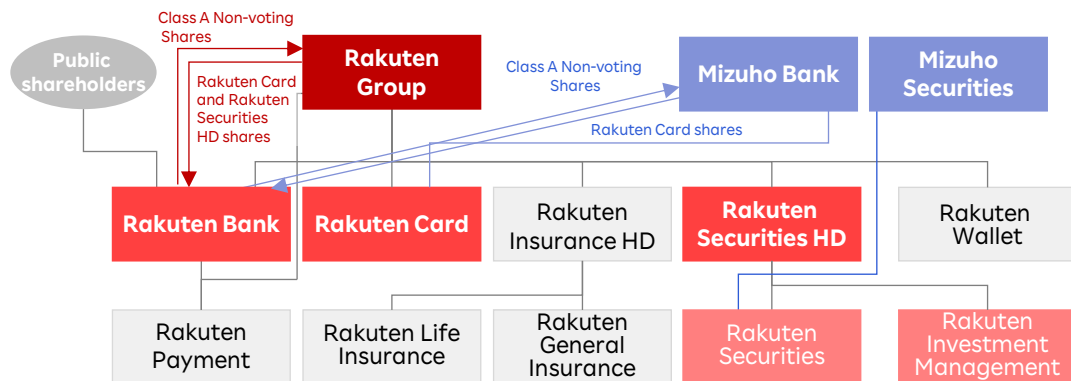 Class A Non-voting
Shares
Public
shareholders
Rakuten
Group
Rakuten Card
and Rakuten
Securities
HD shares
Class A Non-voting
Shares
Mizuho Bank
Mizuho
Securities
Rakuten Card shares
Rakuten Bank
Rakuten Card
Rakuten
Insurance HD
Rakuten
Securities HD
Rakuten
Wallet
Rakuten
Payment
Rakuten Life
Insurance
Rakuten
General
Insurance
Rakuten
Securities
Rakuten
Investment
Management